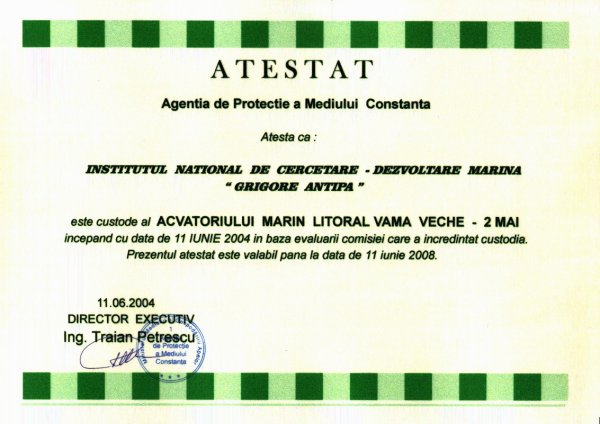 ATESTAT
Agentia de Protectie a Mediului Constanta
Atesta ca :
INSTITUTUL NATIONAL DE CERCETARE - DEZVOLTARE MARINA
“ GRIGORE ANTIPA ”
este custode al ACVATORIULUI MARIN LITORAL VAMA VECHE - 2 MAI
incepand cu data de 11 IUNIE 2004 in baza evaluarii comisiei care a incredintat custodia.
Prezentul atestat este valabil pana la data de 11 iunie 2008.
11.06.2004
DIRECTOR EXECUTIV
Ing. Traian Petrescu
1
de Protectie
a Mediului
Constanta